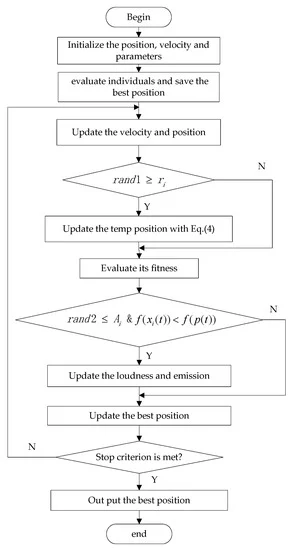 Begin
Initialize the position, velocity and
parameters
evaluate individuals and save the
best position
Update the velocity and position
rand1 ≥ r_i
N
Y
Update the temp position with Eq.(4)
Evaluate its fitness
rand2 ≤ A_i & f(x_i(t)) < f(p(t))
N
Y
Update the loudness and emission
Update the best position
N
Stop criterion is met?
Y
Out put the best position
end